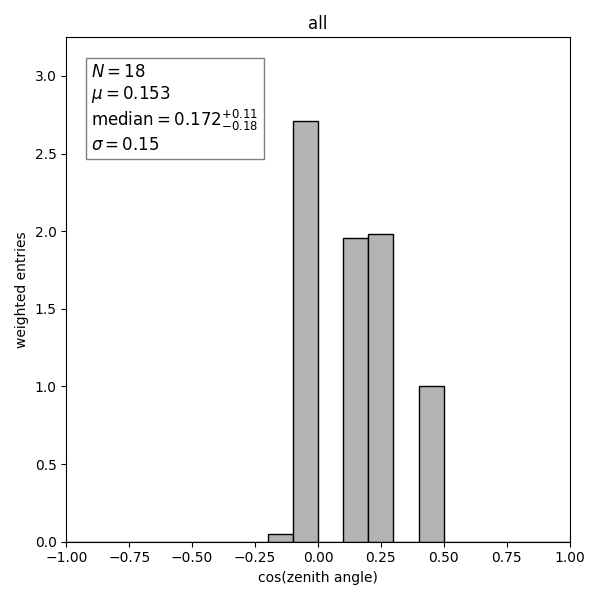 all
N = 18
μ = 0.153
median = 0.172 +0.11 −0.18
σ = 0.15
3.0
2.5
2.0
1.5
1.0
0.5
0.0
weighted entries
−1.00 −0.75 −0.50 −0.25 0.00 0.25 0.50 0.75 1.00
cos(zenith angle)